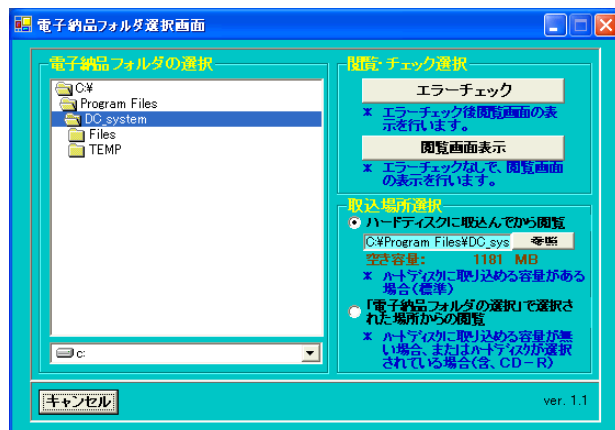 電子納品フォルダ選択画面
電子納品フォルダの選択
C:¥
Program Files
DC_system
Files
TEMP
c:
閲覧・チェック選択
エラーチェック
* エラーチェック後閲覧画面の表
示を行います。
閲覧画面表示
* エラーチェックなしで、閲覧画面
の表示を行います。
取込場所選択
ハードディスクに取込んでから閲覧
C:¥Program Files¥DC_sys
参照
空き容量: 1181 MB
* ハードディスクに取り込める容量がある
場合(標準)
「電子納品フォルダの選択」で選択さ
れた場所からの閲覧
* ハードディスクに取り込める容量が無
い場合、またはハードディスクが選択
されている場合(含、CD-R)
キャンセル
ver. 1.1